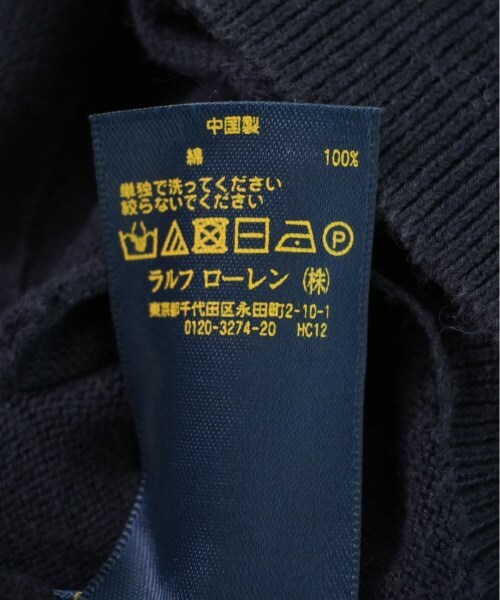 中国製
綿 100%
単独で洗ってください
絞らないでください
P
ラルフ ローレン (株)
東京都千代田区永田町2-10-1
0120-3274-20 HC12